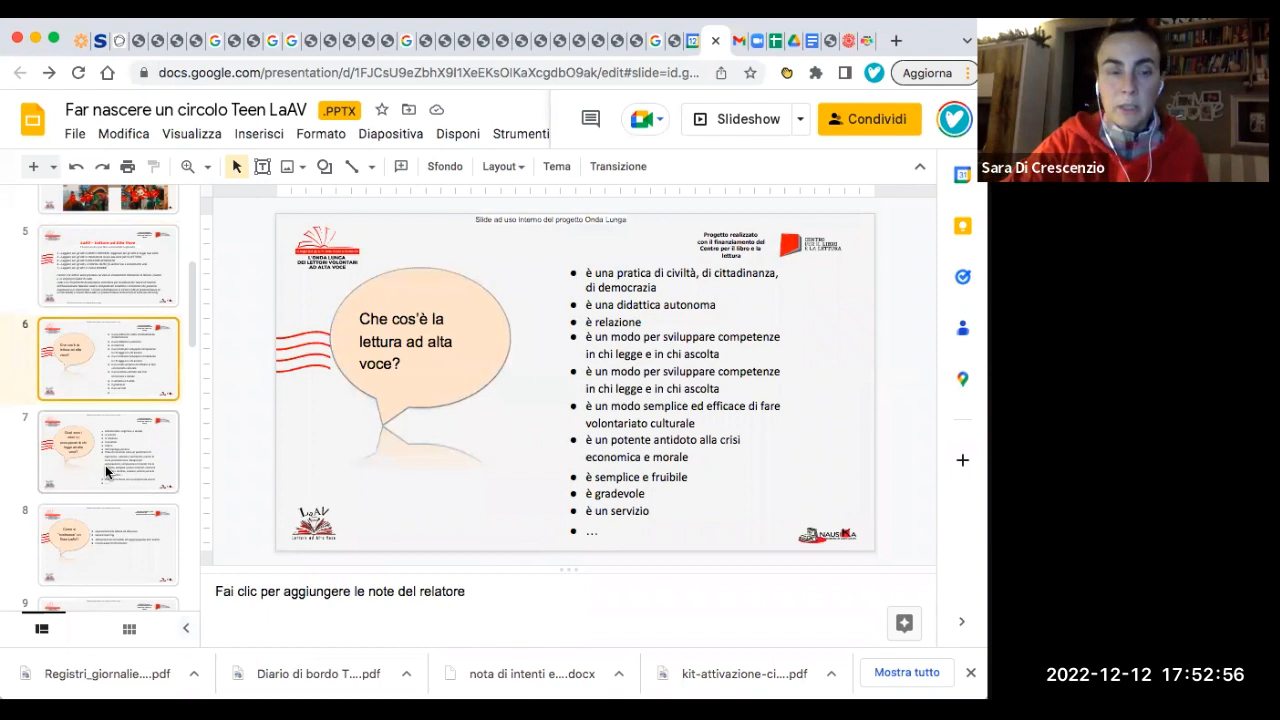 docs.google.com/presentation/d/1FJCsU9eZbhX9I1XeEKsOlKaXcgdbO9ak/edit#slide=id.g...
Aggiorna
Far nascere un circolo Teen LaAV
.PPTX
File Modifica Visualizza Inserisci Formato Diapositiva Disponi Strumenti
Slideshow
Condividi
Sfondo Layout Tema Transizione
Sara Di Crescenzio
5
6
7
8
9
Slide ad uso interno del progetto Onda Lunga
L'ONDA LUNGA
DEI LETTORI VOLONTARI
AD ALTA VOCE
Progetto realizzato
con il finanziamento del
Centro per il libro e la
lettura
CENTRO
PER IL LIBRO
E LA LETTURA
Che cos'è la
lettura ad alta
voce?
● è una pratica di civiltà, di cittadinanza,
di democrazia
● è una didattica autonoma
● è relazione
● è un modo per sviluppare competenze
in chi legge e in chi ascolta
● è un modo per sviluppare competenze
in chi legge e in chi ascolta
● è un modo semplice ed efficace di fare
volontariato culturale
● è un potente antidoto alla crisi
economica e morale
● è semplice e fruibile
● è gradevole
● è un servizio
● ...
LaAV
Letture ad Alta Voce
NAUSIKA
Fai clic per aggiungere le note del relatore
Registri_giornalie....pdf
Diario di bordo T....pdf
nota di intenti e....docx
kit-attivazione-ci....pdf
Mostra tutto
2022-12-12 17:52:56